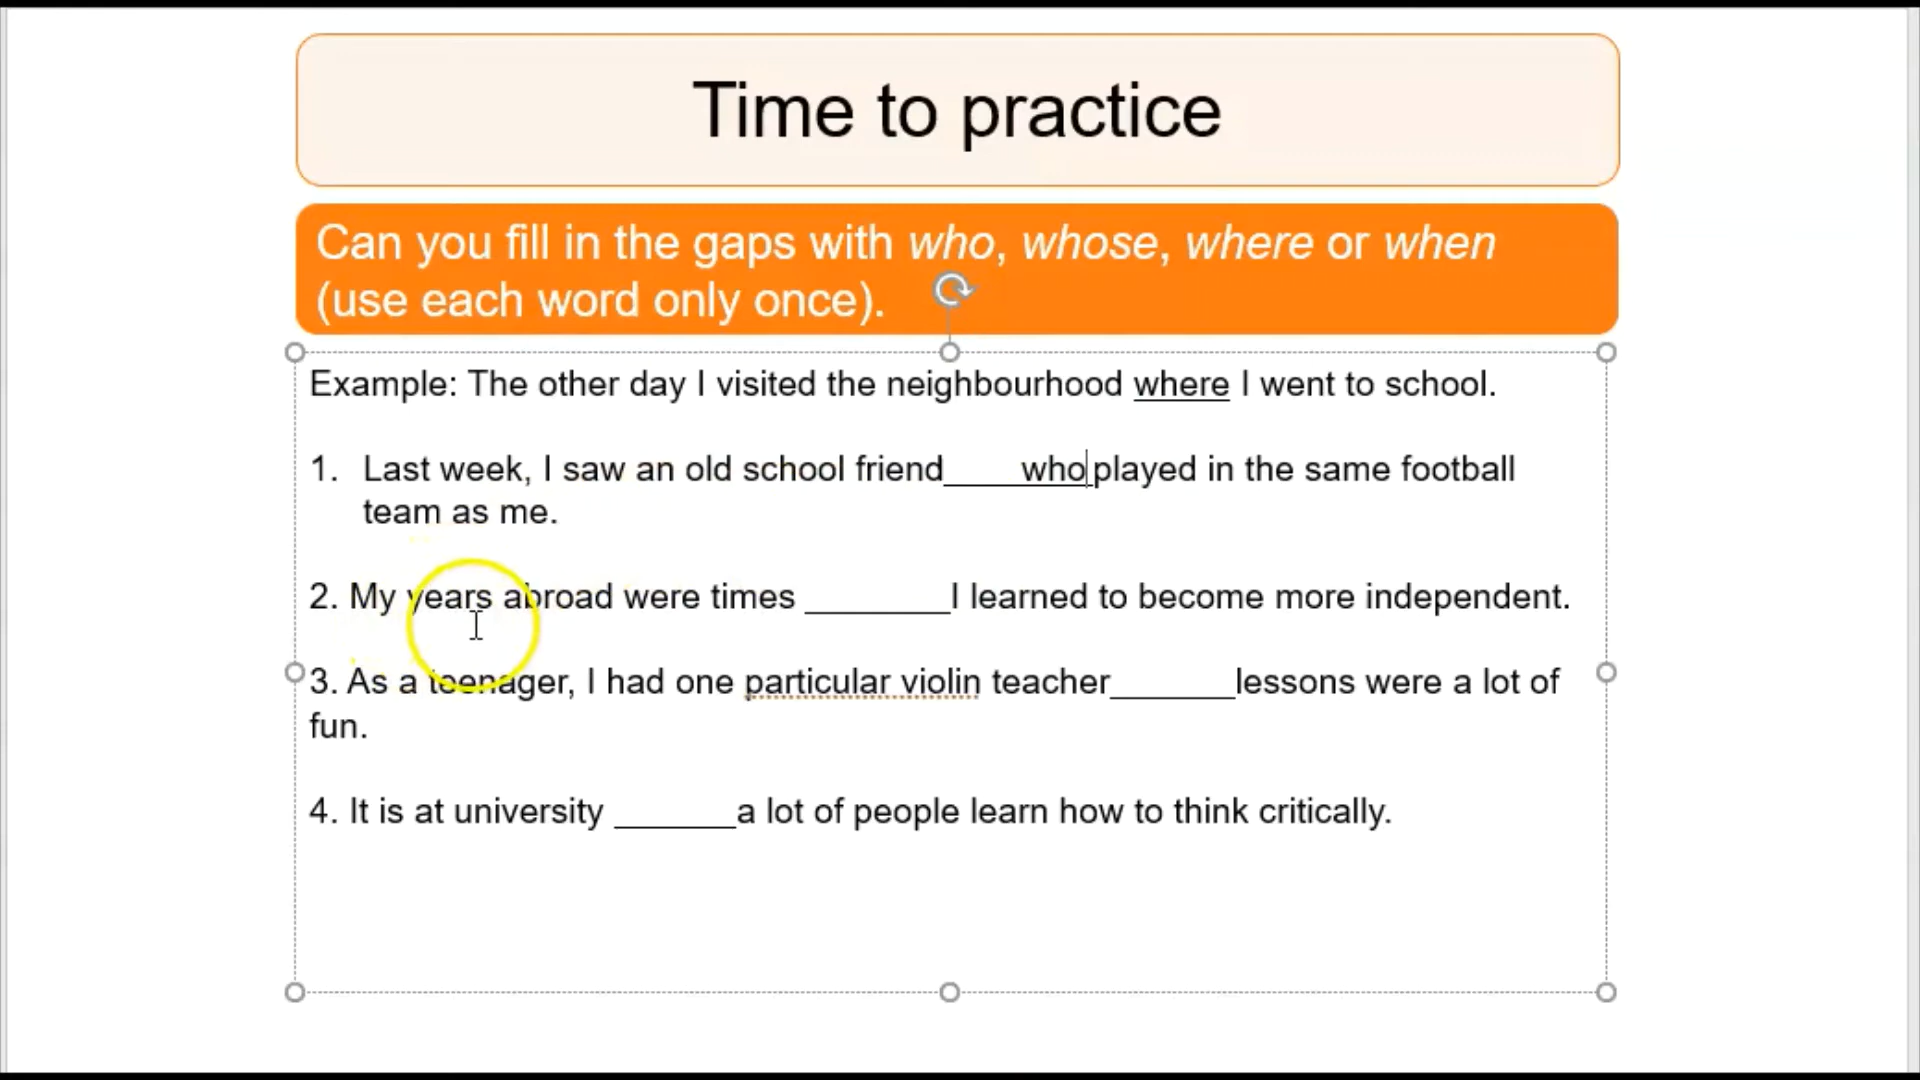 Time to practice
Can you fill in the gaps with who, whose, where or when
(use each word only once).
Example: The other day I visited the neighbourhood where I went to school.
1. Last week, I saw an old school friend____who played in the same football
team as me.
2. My years abroad were times ________I learned to become more independent.
3. As a teenager, I had one particular violin teacher_______lessons were a lot of
fun.
4. It is at university _______a lot of people learn how to think critically.